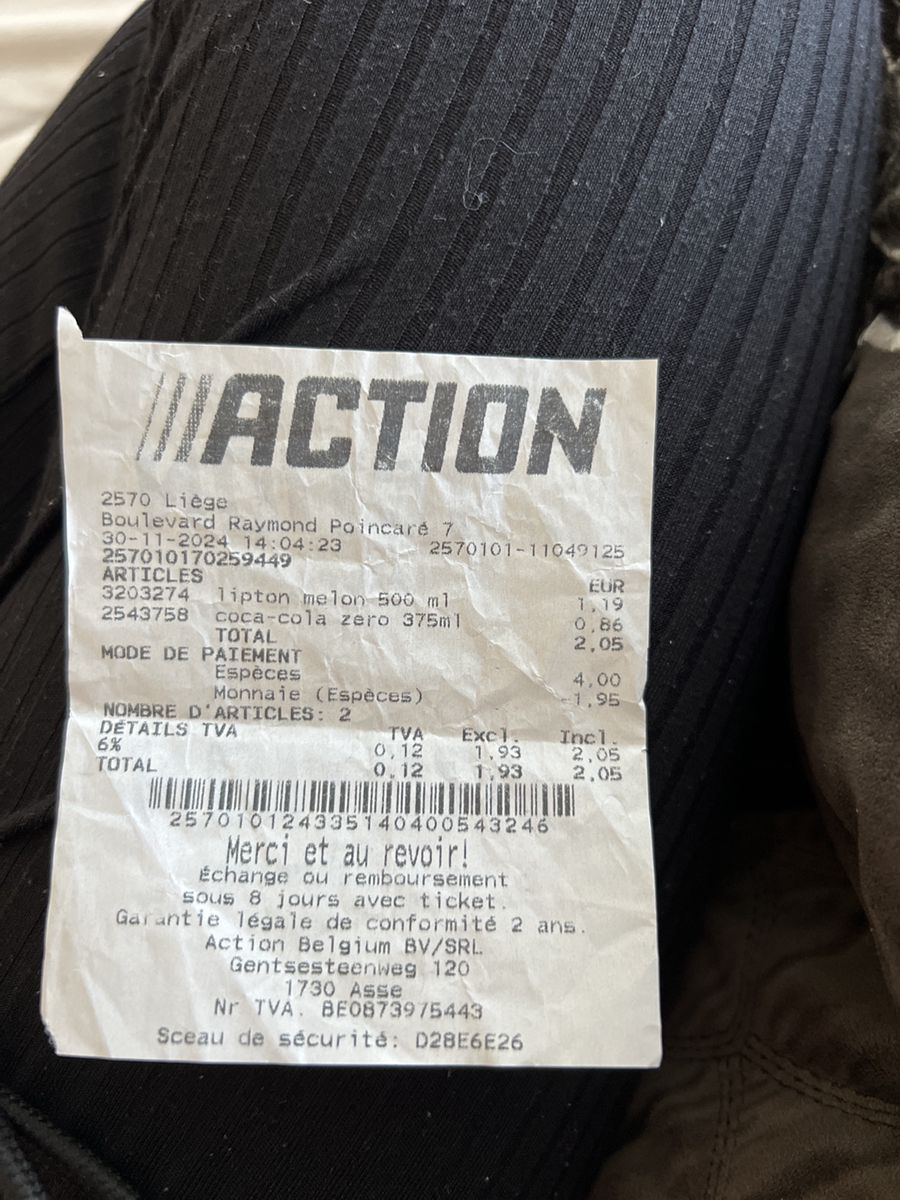 ACTION
2570 Liège
Boulevard Raymond Poincaré 7
30-11-2024 14:04:23 2570101-11049125
257010170259449
ARTICLES EUR
3203274 lipton melon 500 ml 1,19
2543758 coca-cola zero 375ml 0,86
TOTAL 2,05
MODE DE PAIEMENT
Espèces 4,00
Monnaie (Espèces) -1,95
NOMBRE D'ARTICLES: 2
DÉTAILS TVA TVA Excl. Incl.
6% 0,12 1,93 2,05
TOTAL 0,12 1,93 2,05
257010124335140400543246
Merci et au revoir!
Échange ou remboursement
sous 8 jours avec ticket.
Garantie légale de conformité 2 ans.
Action Belgium BV/SRL
Gentsesteenweg 120
1730 Asse
Nr TVA. BE0873975443
Sceau de sécurité: D28E6E26